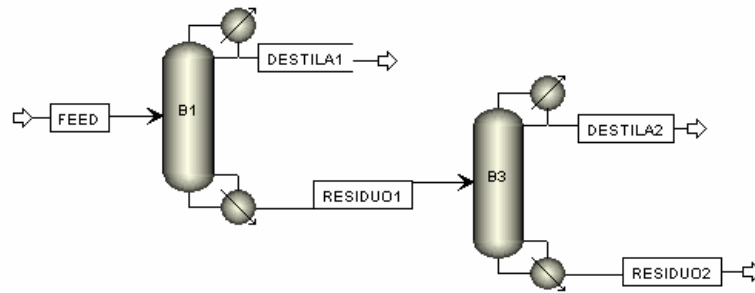 DESTILA1
B1
FEED
DESTILA2
B3
RESIDUO1
RESIDUO2